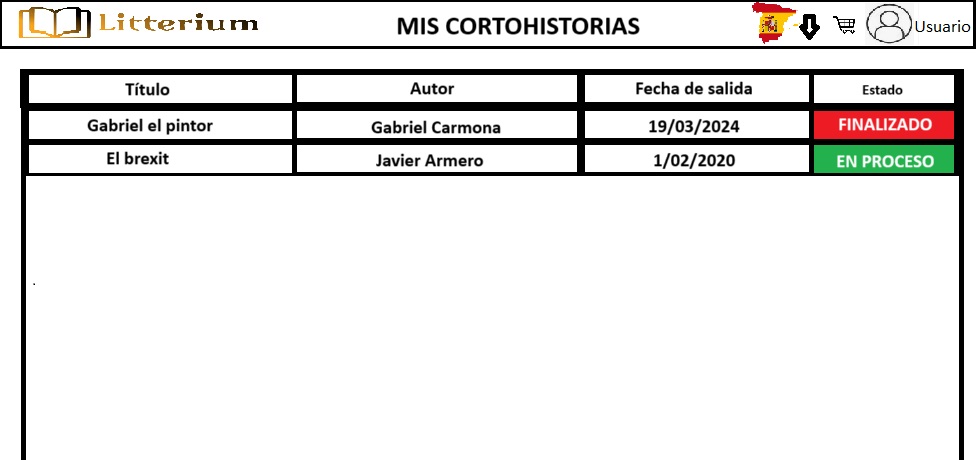 Litterium MIS CORTOHISTORIAS Usuario
Título Autor Fecha de salida Estado
Gabriel el pintor Gabriel Carmona 19/03/2024 FINALIZADO
El brexit Javier Armero 1/02/2020 EN PROCESO
.